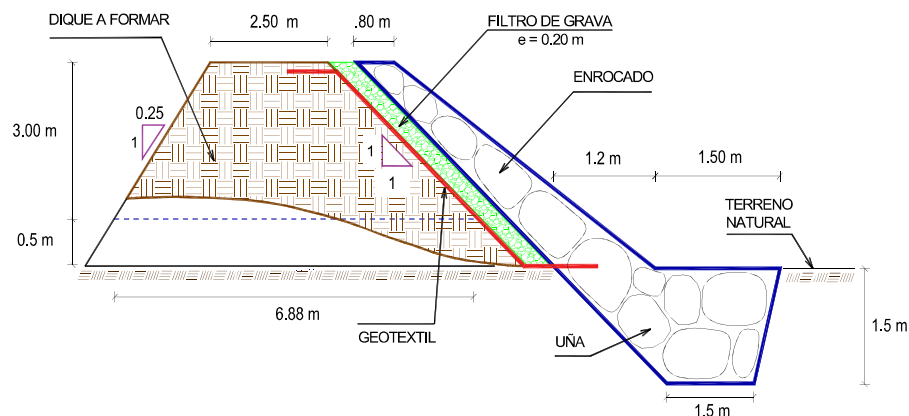 DIQUE A FORMAR
2.50 m
.80 m
FILTRO DE GRAVA
e = 0.20 m
ENROCADO
3.00 m
0.25
1
1
1
1.2 m
1.50 m
TERRENO
NATURAL
0.5 m
6.88 m
GEOTEXTIL
UÑA
1.5 m
1.5 m